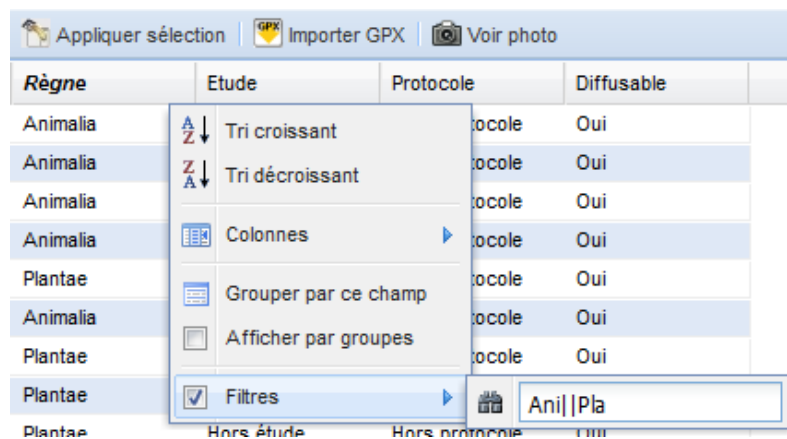 Appliquer sélection GPX Importer GPX Voir photo
Règne Etude Protocole Diffusable
Animalia tocole Oui
A Z Tri croissant
Animalia tocole Oui
Z A Tri décroissant
Animalia tocole Oui
Animalia Colonnes tocole Oui
Plantae tocole Oui
Grouper par ce champ
Animalia tocole Oui
Afficher par groupes
Plantae tocole Oui
Plantae Filtres Ani||Pla
Plantae Hors étude Hors protocole Oui